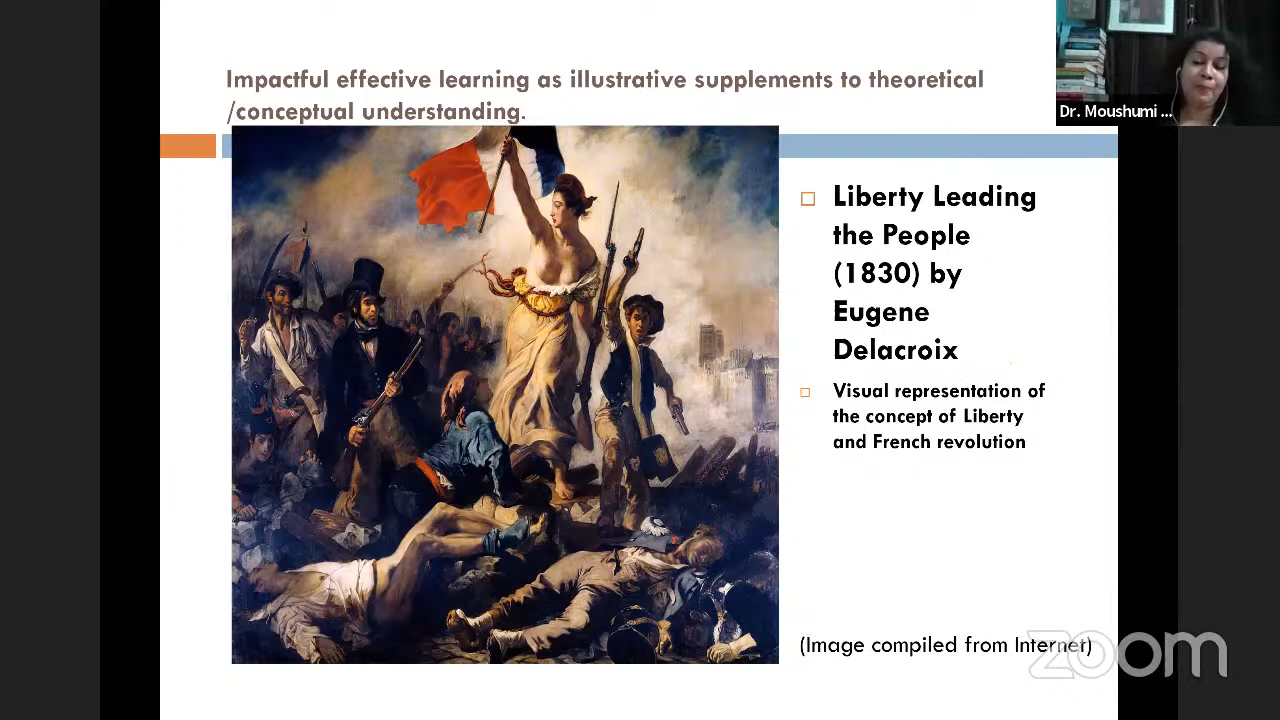 Impactful effective learning as illustrative supplements to theoretical
/conceptual understanding.
Dr. Moushumi ...
Liberty Leading
the People
(1830) by
Eugene
Delacroix
Visual representation of
the concept of Liberty
and French revolution
(Image compiled from Internet)
zoom